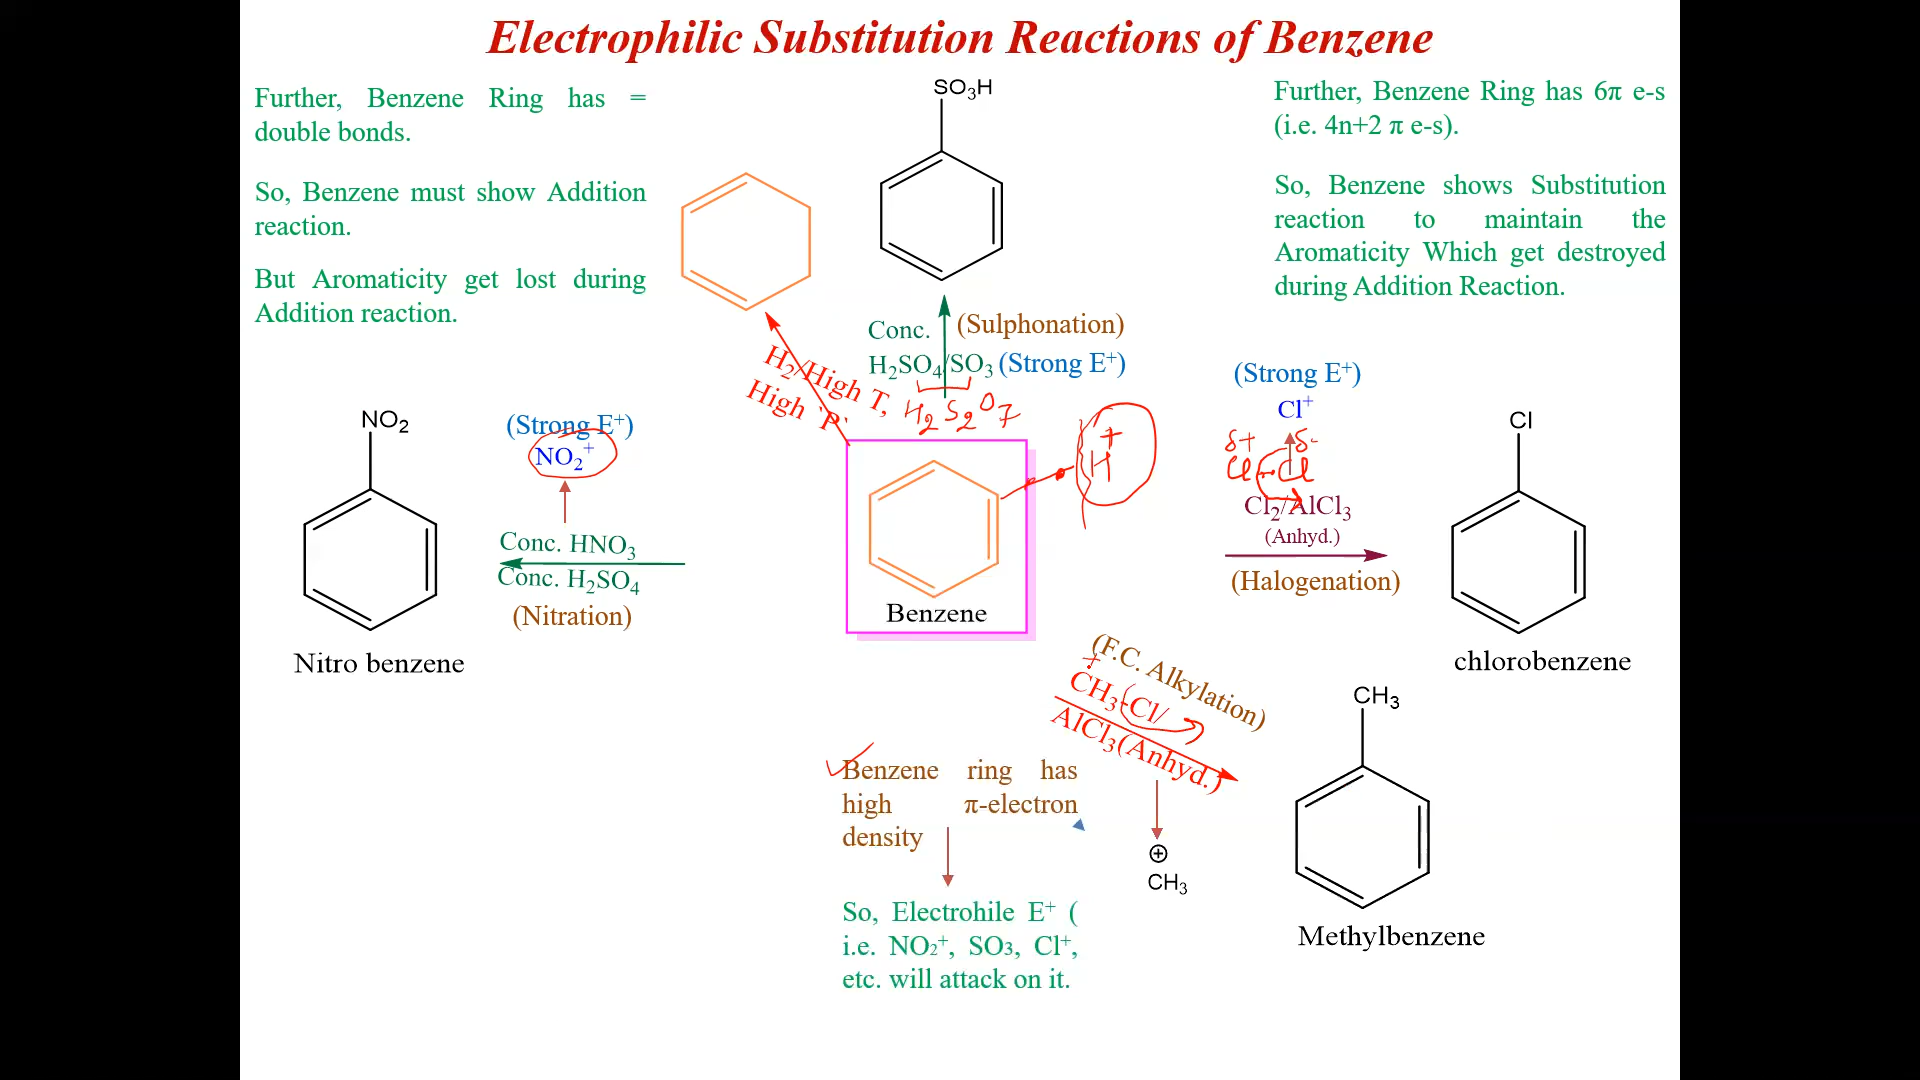 Electrophilic Substitution Reactions of Benzene
Further, Benzene Ring has =
double bonds.
So, Benzene must show Addition
reaction.
But Aromaticity get lost during
Addition reaction.
SO3H
Further, Benzene Ring has 6π e-s
(i.e. 4n+2 π e-s).
So, Benzene shows Substitution
reaction to maintain the
Aromaticity Which get destroyed
during Addition Reaction.
Conc. (Sulphonation)
H2SO4/SO3 (Strong E+)
H2S2O7
H2/High T,
High `P`
NO2
(Strong E+)
NO2+
Conc. HNO3
Conc. H2SO4
(Nitration)
Nitro benzene
Benzene
H+
(Strong E+)
Cl+
δ+ δ-
Cl-Cl
Cl2/AlCl3
(Anhyd.)
(Halogenation)
Cl
chlorobenzene
(F.C. Alkylation)
+
CH3-Cl/
AlCl3(Anhyd.)
⊕
CH3
CH3
Methylbenzene
Benzene ring has
high π-electron
density
So, Electrohile E+ (
i.e. NO2+, SO3, Cl+,
etc. will attack on it.